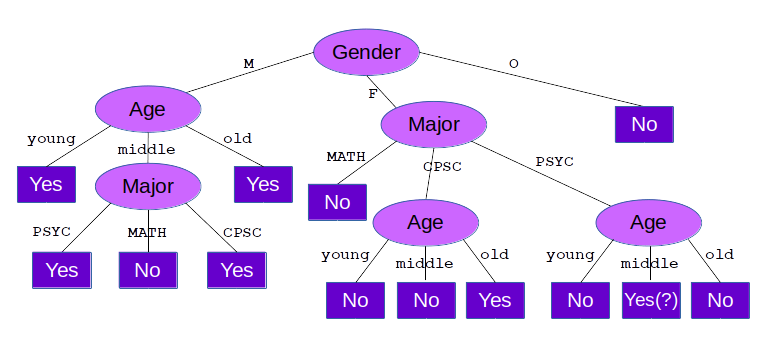 Gender
M
F
O
Age
Major
No
young
middle
old
MATH
CPSC
PSYC
Yes
Major
Yes
No
Age
Age
PSYC
MATH
CPSC
young
middle
old
young
middle
old
Yes
No
Yes
No
No
Yes
No
Yes(?)
No